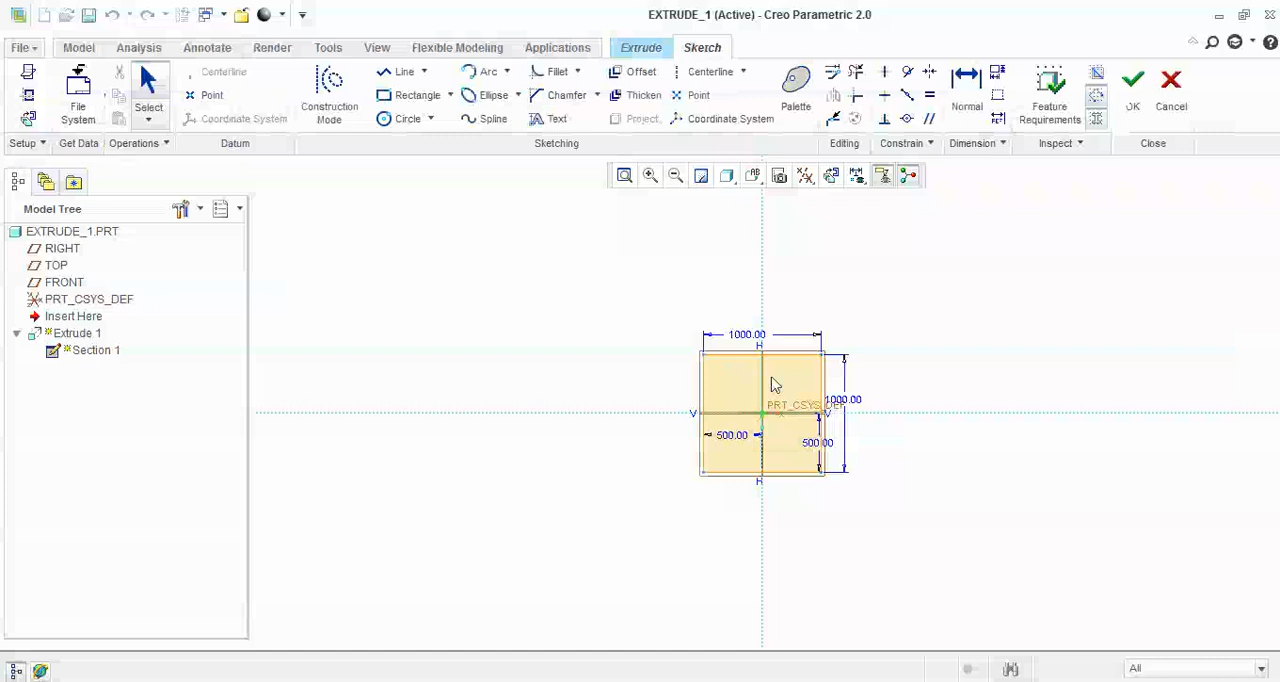 EXTRUDE_1 (Active) - Creo Parametric 2.0
File Model Analysis Annotate Render Tools View Flexible Modeling Applications Extrude Sketch
Centerline Line Arc Fillet Offset Centerline
Point Rectangle Ellipse Chamfer Thicken Point
Coordinate System Circle Spline Text Project Coordinate System
File System
Select
Construction Mode
Palette
Normal
Feature Requirements
OK
Cancel
Setup Get Data Operations Datum Sketching Editing Constrain Dimension Inspect Close
Model Tree
EXTRUDE_1.PRT
RIGHT
TOP
FRONT
PRT_CSYS_DEF
Insert Here
Extrude 1
Section 1
1000.00
H
PRT_CSYS_DEF
1000.00
V
V
500.00
500.00
H
All